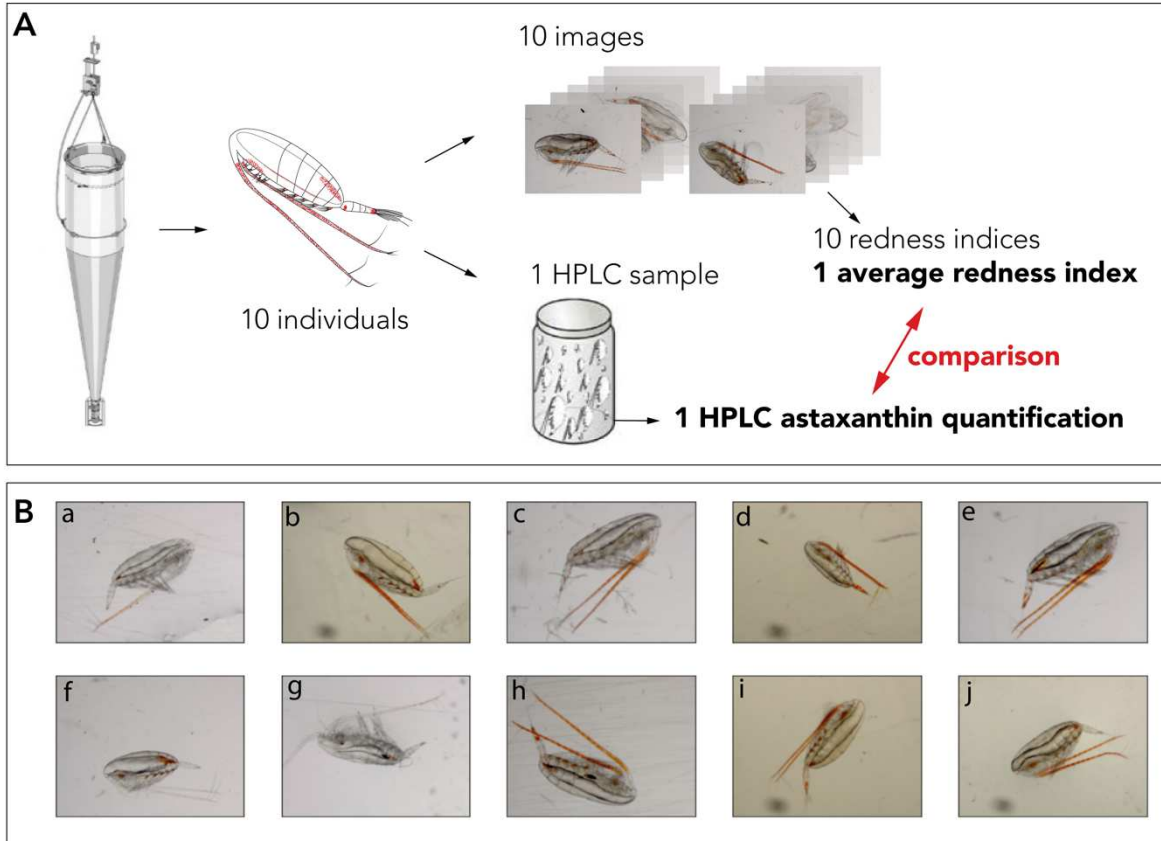 A
10 images
10 individuals
1 HPLC sample
10 redness indices
1 average redness index
comparison
1 HPLC astaxanthin quantification
B
a
b
c
d
e
f
g
h
i
j